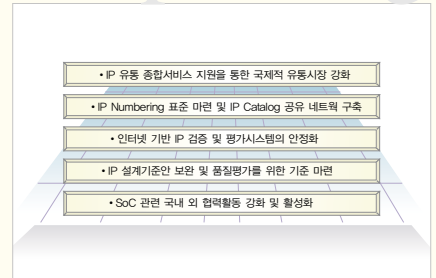 • IP 유통 종합서비스 지원을 통한 국제적 유통시장 강화
• IP Numbering 표준 마련 및 IP Catalog 공유 네트웍 구축
• 인터넷 기반 IP 검증 및 평가시스템의 안정화
• IP 설계기준안 보완 및 품질평가를 위한 기준 마련
• SoC 관련 국내 외 협력활동 강화 및 활성화